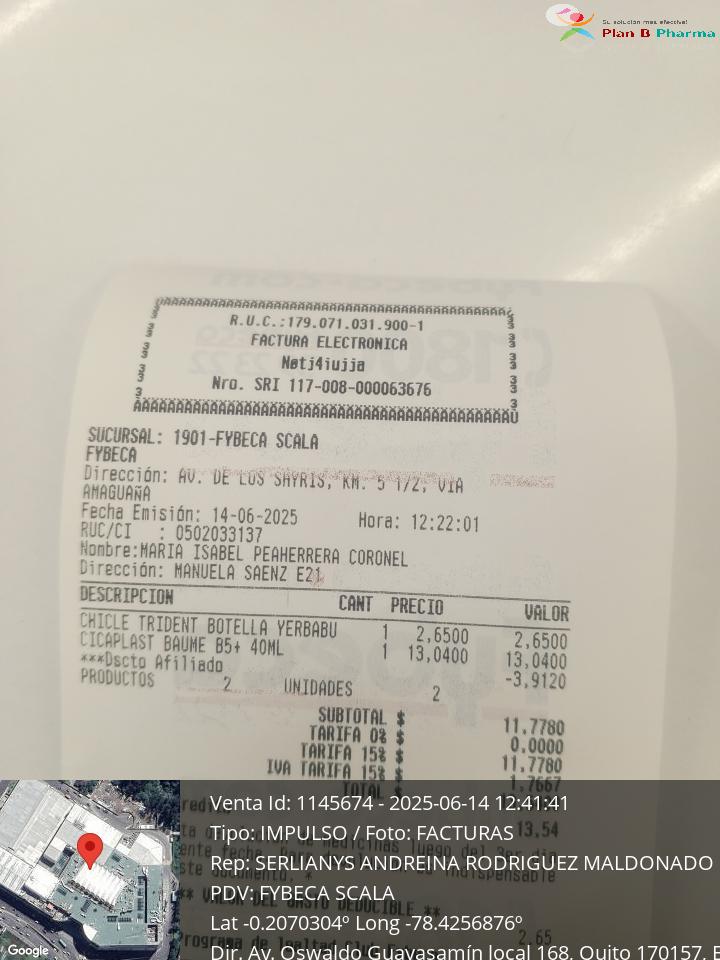 Su solución más efectiva!
Plan B Pharma
R.U.C.:179.071.031.900-1
FACTURA ELECTRONICA
Nøtj4iujja
Nro. SRI 117-008-000063676
SUCURSAL: 1901-FYBECA SCALA
FYBECA
Dirección: AV. DE LOS SHYRIS, KM. 5 1/2, VIA
AMAGUAñA
Fecha Emisión: 14-06-2025 Hora: 12:22:01
RUC/CI : 0502033137
Nombre:MARIA ISABEL PEAHERRERA CORONEL
Dirección: MANUELA SAENZ E21
DESCRIPCION CANT PRECIO VALOR
CHICLE TRIDENT BOTELLA YERBABU 1 2,6500 2,6500
CICAPLAST BAUME B5+ 40ML 1 13,0400 13,0400
***Dscto Afiliado -3,9120
PRODUCTOS 2 UNIDADES 2
SUBTOTAL $ 11,7780
TARIFA 0% $ 0,0000
TARIFA 15% $ 11,7780
IVA TARIFA 15% $ 1,7667
TOTAL $ 13,54
Venta Id: 1145674 - 2025-06-14 12:41:41
Tipo: IMPULSO / Foto: FACTURAS
Rep: SERLIANYS ANDREINA RODRIGUEZ MALDONADO
PDV: FYBECA SCALA
** VALOR DEL GASTO DEDUCIBLE **
Lat -0.2070304º Long -78.4256876º
2,65
Dir. Av. Oswaldo Guayasamín local 168, Quito 170157, E
Google